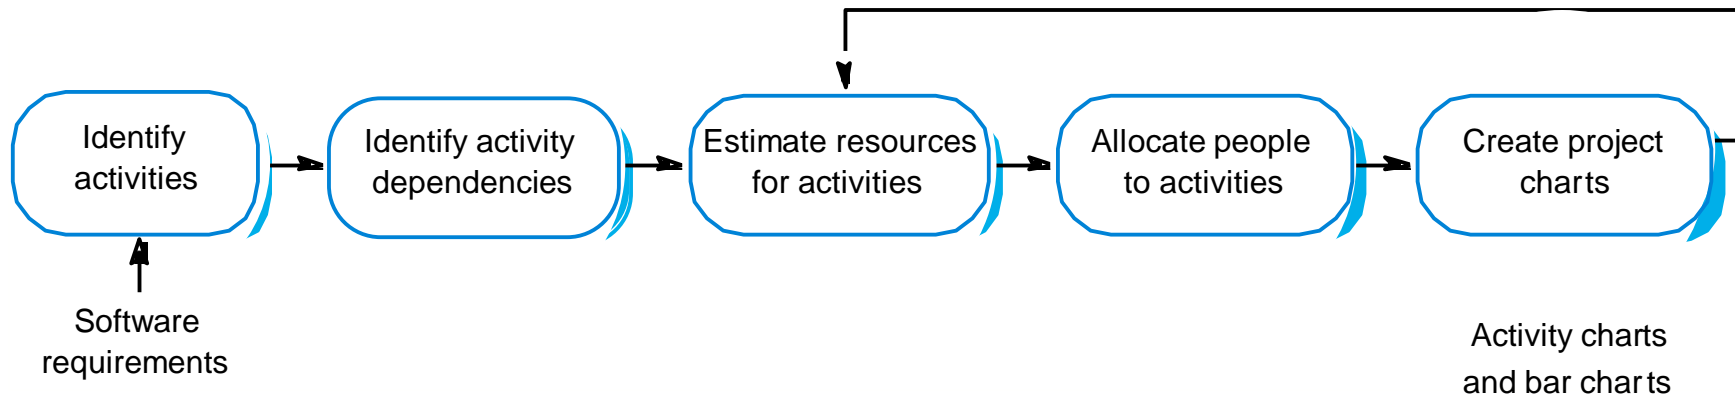 Identify
activities
Identify activity
dependencies
Estimate resources
for activities
Allocate people
to activities
Create project
charts
Software
requirements
Activity charts
and bar charts